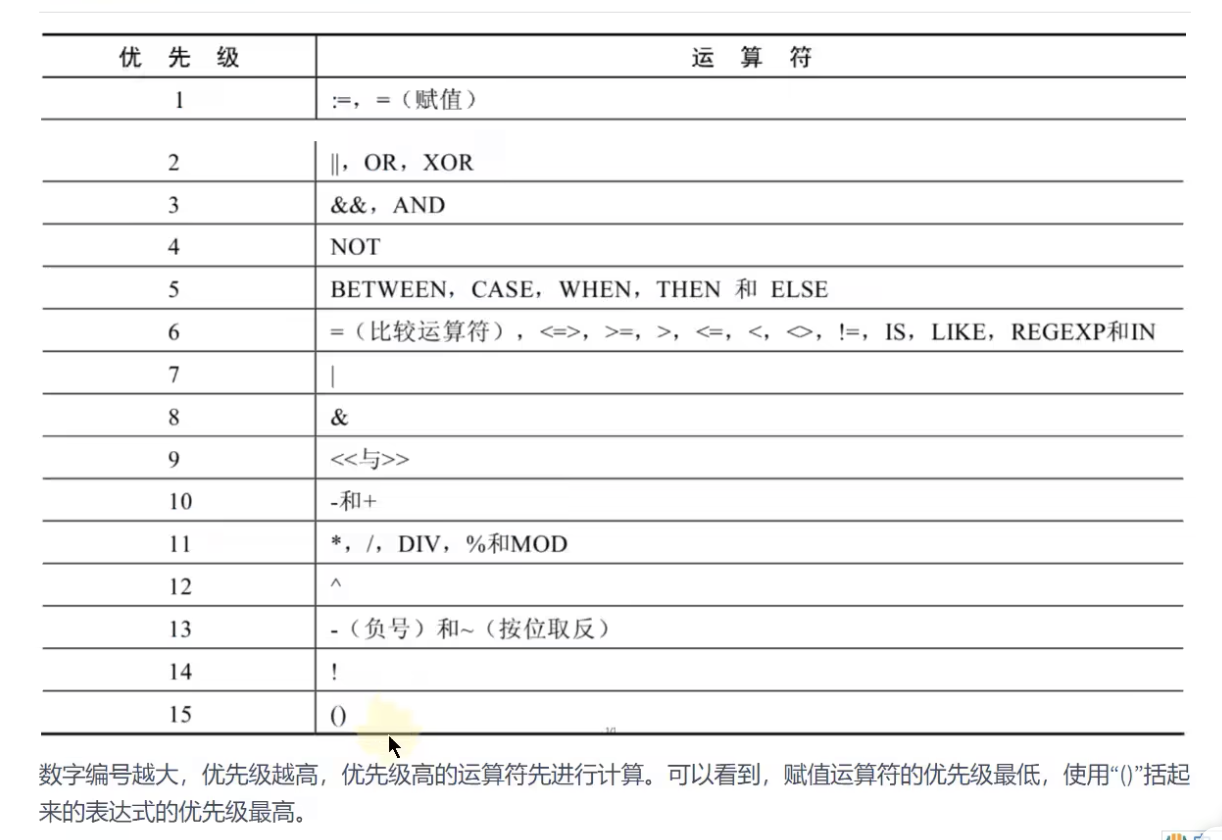 优 先 级 运 算 符
1 :=，=（赋值）
2 ||，OR，XOR
3 &&，AND
4 NOT
5 BETWEEN，CASE，WHEN，THEN 和 ELSE
6 =（比较运算符），<=>，>=，>，<=，<，<>，!=，IS，LIKE，REGEXP和IN
7 |
8 &
9 <<与>>
10 -和+
11 *，/，DIV，%和MOD
12 ^
13 -（负号）和~（按位取反）
14 !
15 ()
数字编号越大，优先级越高，优先级高的运算符先进行计算。可以看到，赋值运算符的优先级最低，使用“()”括起
来的表达式的优先级最高。